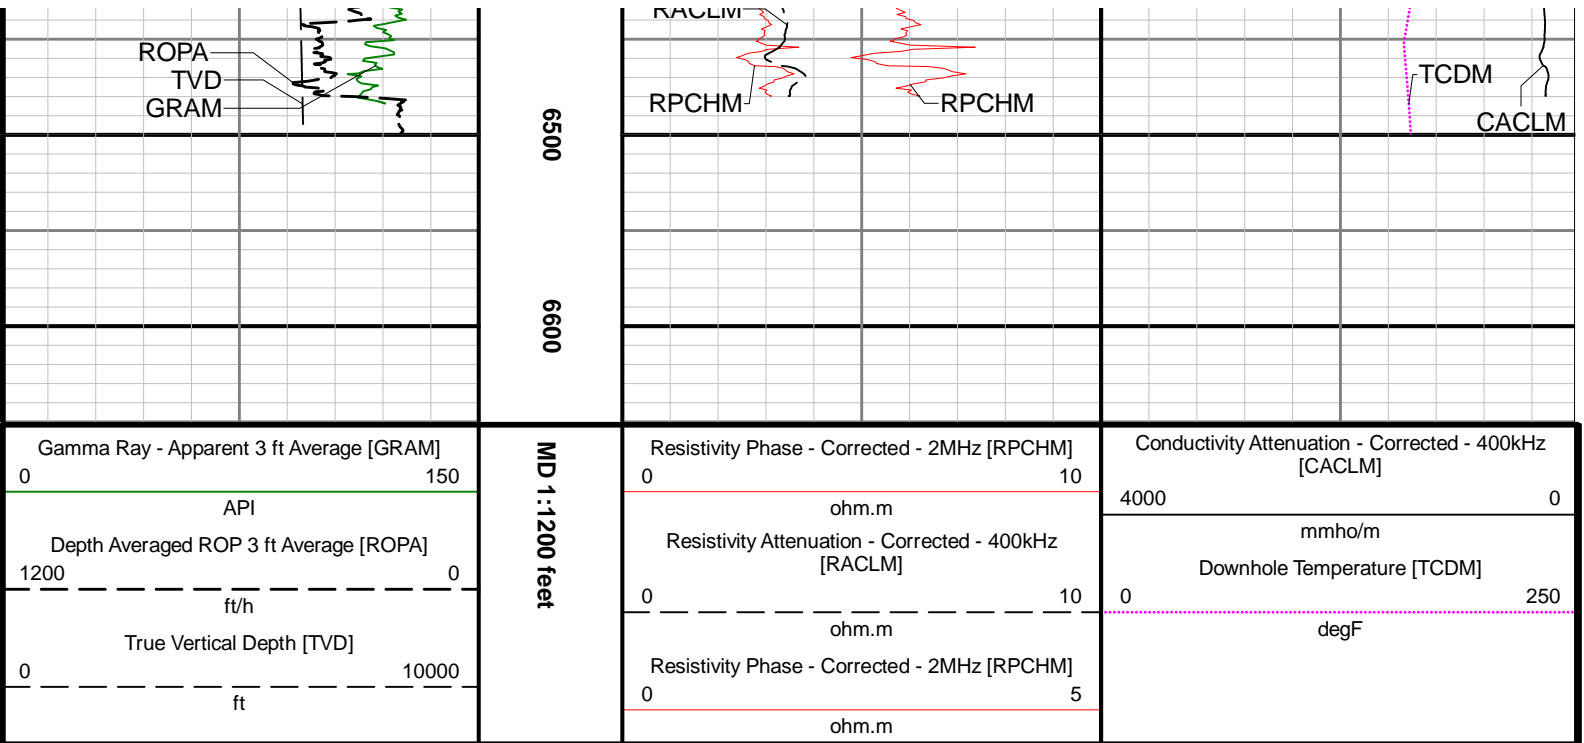 RACLM
ROPA
TVD
GRAM
RPCHM
RPCHM
TCDM
CACLM
6500
6600
Gamma Ray - Apparent 3 ft Average [GRAM]
0 150
API
Depth Averaged ROP 3 ft Average [ROPA]
1200 0
ft/h
True Vertical Depth [TVD]
0 10000
ft
MD 1:1200 feet
Resistivity Phase - Corrected - 2MHz [RPCHM]
0 10
ohm.m
Resistivity Attenuation - Corrected - 400kHz
[RACLM]
0 10
ohm.m
Resistivity Phase - Corrected - 2MHz [RPCHM]
0 5
ohm.m
Conductivity Attenuation - Corrected - 400kHz
[CACLM]
4000 0
mmho/m
Downhole Temperature [TCDM]
0 250
degF